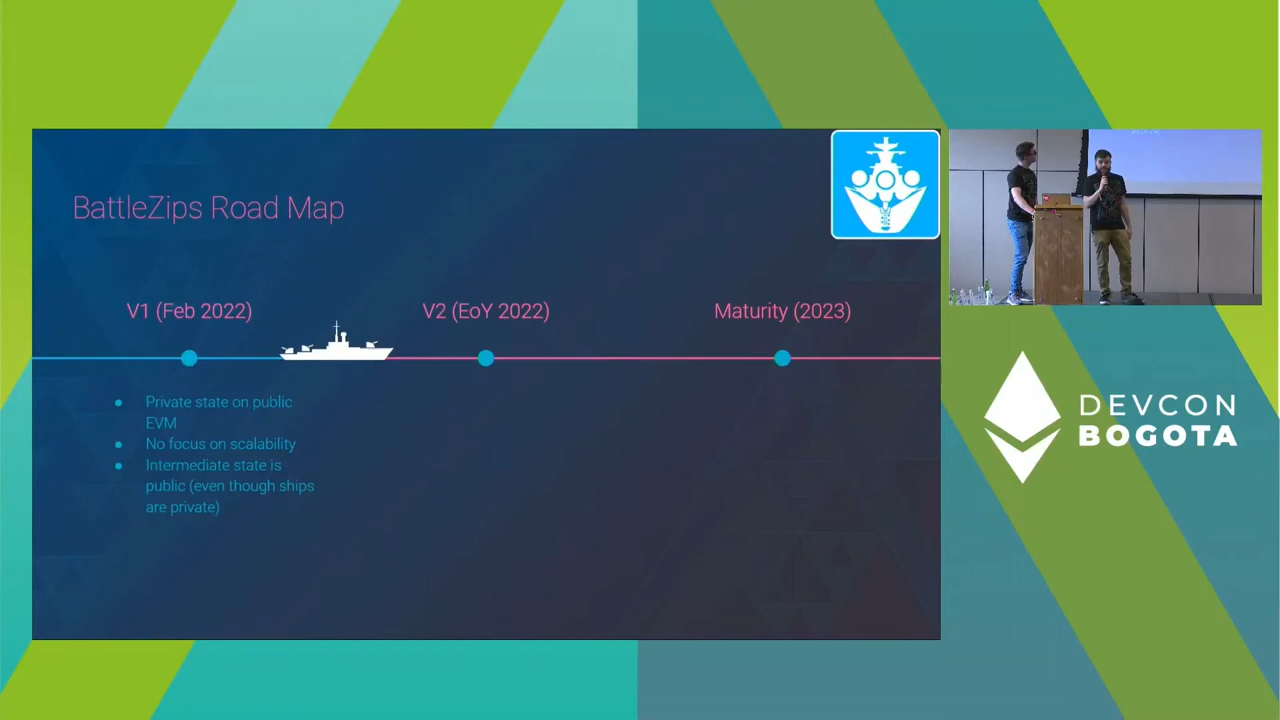 BattleZips Road Map
V1 (Feb 2022)
V2 (EoY 2022)
Maturity (2023)
● Private state on public
EVM
● No focus on scalability
● Intermediate state is
public (even though ships
are private)
DEVCON
BOGOTA